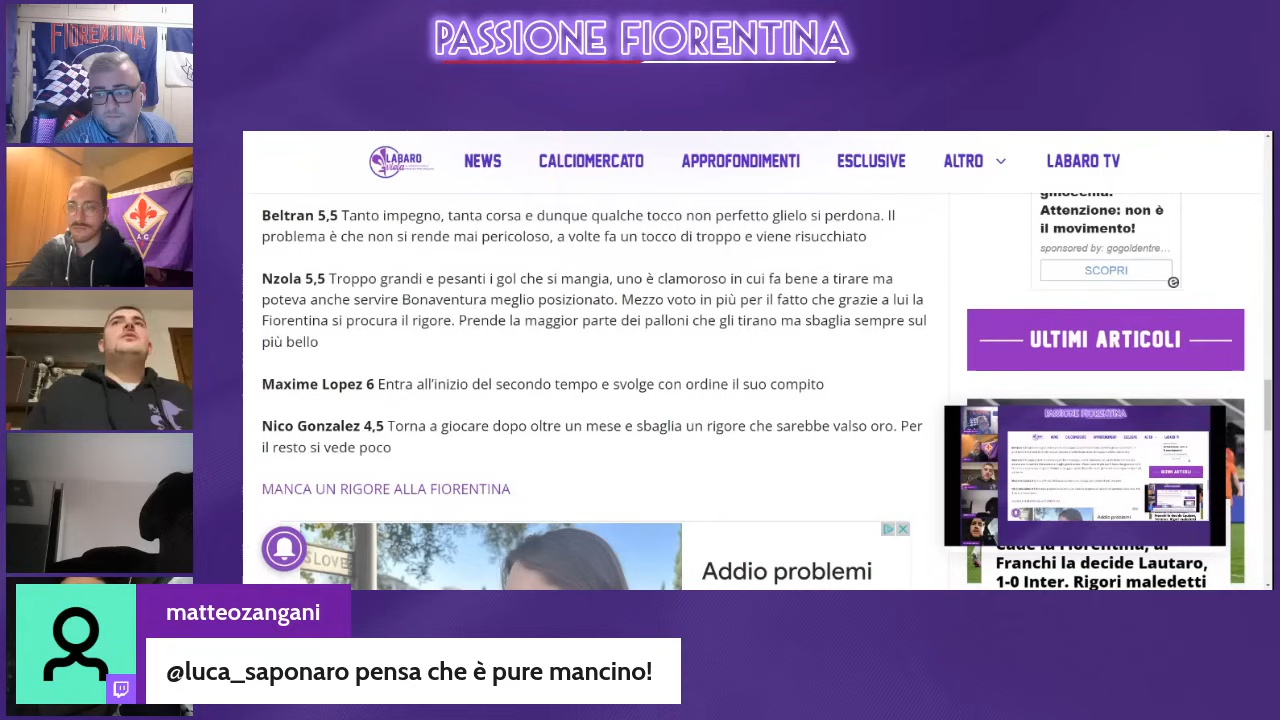 PASSIONE FIORENTINA
FIORENTINA
LABARO
NEWS
CALCIOMERCATO
APPROFONDIMENTI
ESCLUSIVE
ALTRO
LABARO TV
Beltran 5,5 Tanto impegno, tanta corsa e dunque qualche tocco non perfetto glielo si perdona. Il
problema è che non si rende mai pericoloso, a volte fa un tocco di troppo e viene risucchiato
Nzola 5,5 Troppo grandi e pesanti i gol che si mangia, uno è clamoroso in cui fa bene a tirare ma
poteva anche servire Bonaventura meglio posizionato. Mezzo voto in più per il fatto che grazie a lui la
Fiorentina si procura il rigore. Prende la maggior parte dei palloni che gli tirano ma sbaglia sempre sul
più bello
Maxime Lopez 6 Entra all'inizio del secondo tempo e svolge con ordine il suo compito
Nico Gonzalez 4,5 Torna a giocare dopo oltre un mese e sbaglia un rigore che sarebbe valso oro. Per
il resto si vede poco
MANCA UN RIGORE ALLA FIORENTINA
SLOVE
Addio problemi
ginocchia.
Attenzione: non è
il movimento!
sponsored by: gogoldentre...
SCOPRI
ULTIMI ARTICOLI
PASSIONE FIORENTINA
Cade la Fiorentina, al
Franchi la decide Lautaro,
1-0 Inter. Rigori maledetti
matteozangani
@luca_saponaro pensa che è pure mancino!